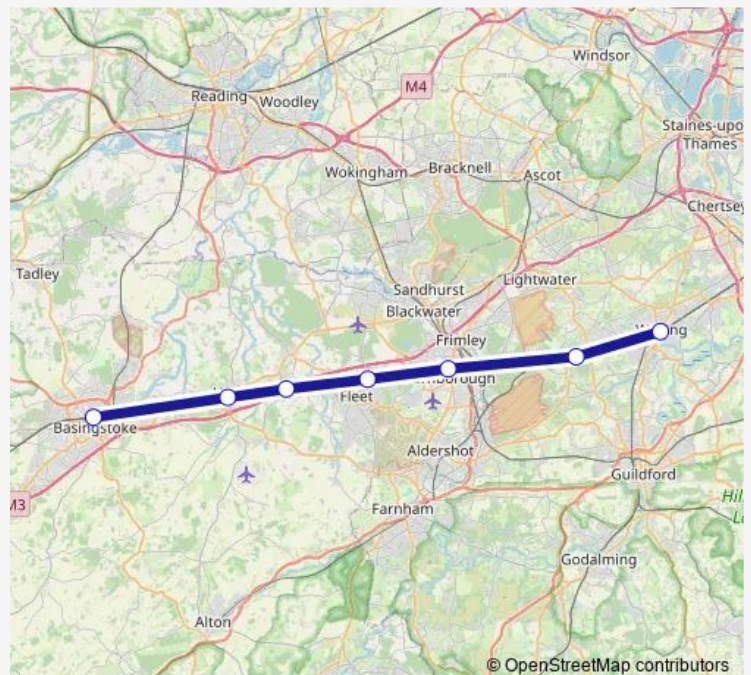 Windsor
M4
Reading
Woodley
Staines-upo
Thames
Wokingham
Bracknell
Ascot
Chertsey
Tadley
Lightwater
Sandhurst
Blackwater
Frimley
Fleet
Basingstoke
Aldershot
Guildford
M3
Farnham
Godalming
Alton
© OpenStreetMap contributors